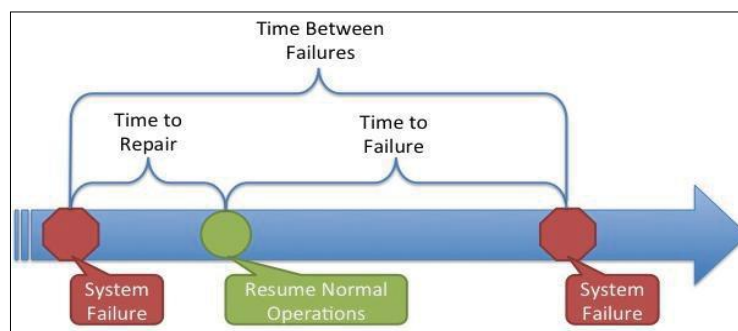 Time Between
Failures
Time to
Repair
Time to
Failure
System
Failure
Resume Normal
Operations
System
Failure